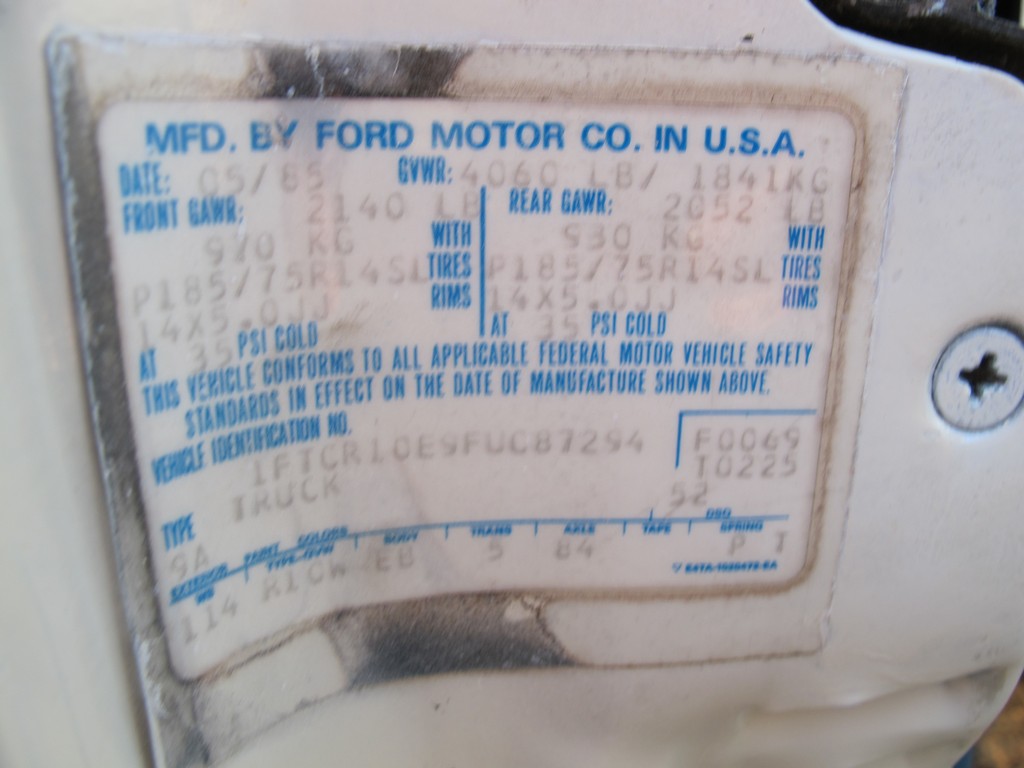 MFD. BY FORD MOTOR CO. IN U.S.A.
DATE: 05/85 GVWR: 4060 LB/ 1841KG
FRONT GAWR: 2140 LB REAR GAWR: 2052 LB
KG WITH 930 KG WITH
P185/75R14SL TIRES P185/75R14SL TIRES
14X5.0JJ RIMS 14X5.0JJ RIMS
AT 35 PSI COLD AT 35 PSI COLD
THIS VEHICLE CONFORMS TO ALL APPLICABLE FEDERAL MOTOR VEHICLE SAFETY
STANDARDS IN EFFECT ON THE DATE OF MANUFACTURE SHOWN ABOVE.
VEHICLE IDENTIFICATION NO.
1FTCR10E9FUC87294 F0069
TYPE TRUCK T0225
52
DSO
9A
EXTERIOR PAINT COLORS
WB TYPE-GVW BODY TRANS AXLE TAPE SPRING
114 R10W EB 5 84 P T